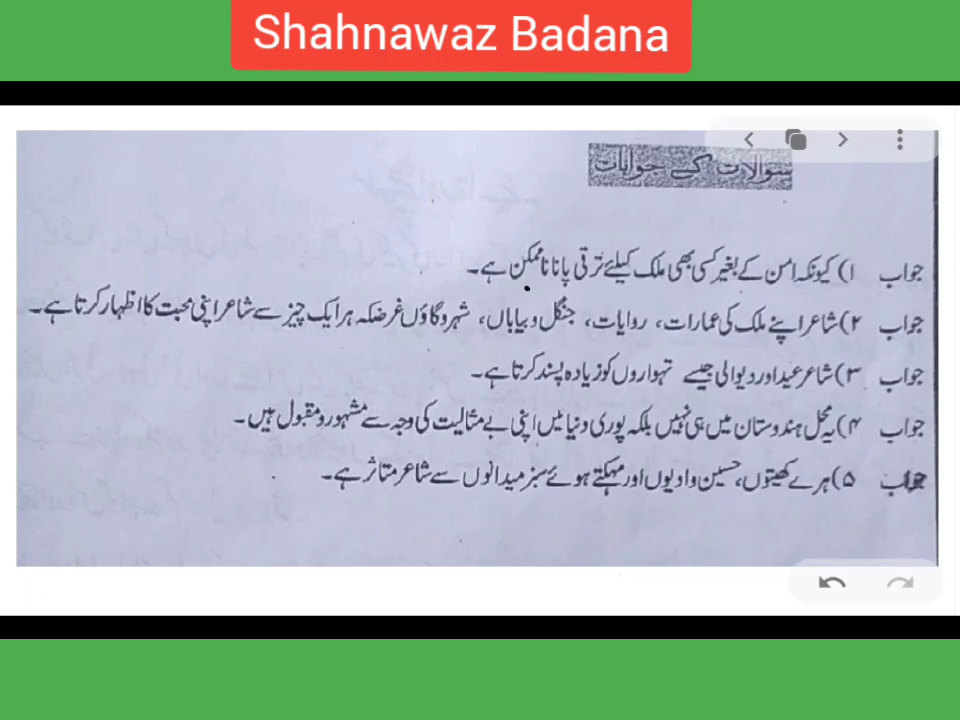 Shahnawaz Badana
سوالات کے جوابات
جواب ۱) کیونکہ امن کے بغیر کسی بھی ملک کیلئے ترقی پانا ناممکن ہے۔
جواب ۲) شاعر اپنے ملک کی عمارات، روایات، جنگل و بیاباں، شہر و گاؤں غرضکہ ہر ایک چیز سے شاعر اپنی محبت کا اظہار کرتا ہے۔
جواب ۳) شاعر عید اور دیوالی جیسے تہواروں کو زیادہ پسند کرتا ہے۔
جواب ۴) یہ محل ہندوستان میں ہی نہیں بلکہ پوری دنیا میں اپنی بے مثالیت کی وجہ سے مشہور و مقبول ہیں۔
جواب ۵) ہرے کھیتوں، حسین وادیوں اور مہکتے ہوئے سبز میدانوں سے شاعر متاثر ہے۔